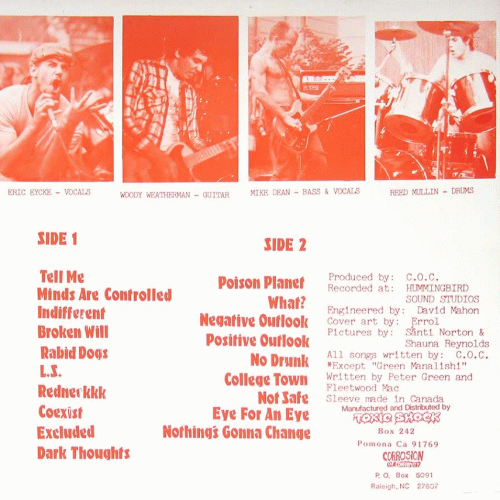 ERIC EYCKE - VOCALS
WOODY WEATHERMAN - GUITAR
MIKE DEAN - BASS & VOCALS
REED MULLIN - DRUMS
SIDE 1
Tell Me
Minds Are Controlled
Indifferent
Broken Will
Rabid Dogs
L.S.
Rednerkkk
Coexist
Excluded
Dark Thoughts
SIDE 2
Poison Planet
What?
Negative Outlook
Positive Outlook
No Drunk
College Town
Not Safe
Eye For An Eye
Nothing's Gonna Change
Produced by: C.O.C.
Recorded at: HUMMINGBIRD
SOUND STUDIOS
Engineered by: David Mahon
Cover art by: Errol
Pictures by: Santi Norton &
Shauna Reynolds
All songs written by: C.O.C.
*Except "Green Manalishi"
Written by Peter Green and
Fleetwood Mac
Sleeve made in Canada
Manufactured and Distributed by
TOXIC SHOCK
Box 242
Pomona Ca 91769
CORROSION
OF CONFORMITY
P.O. Box 5091
Raleigh, NC 27607